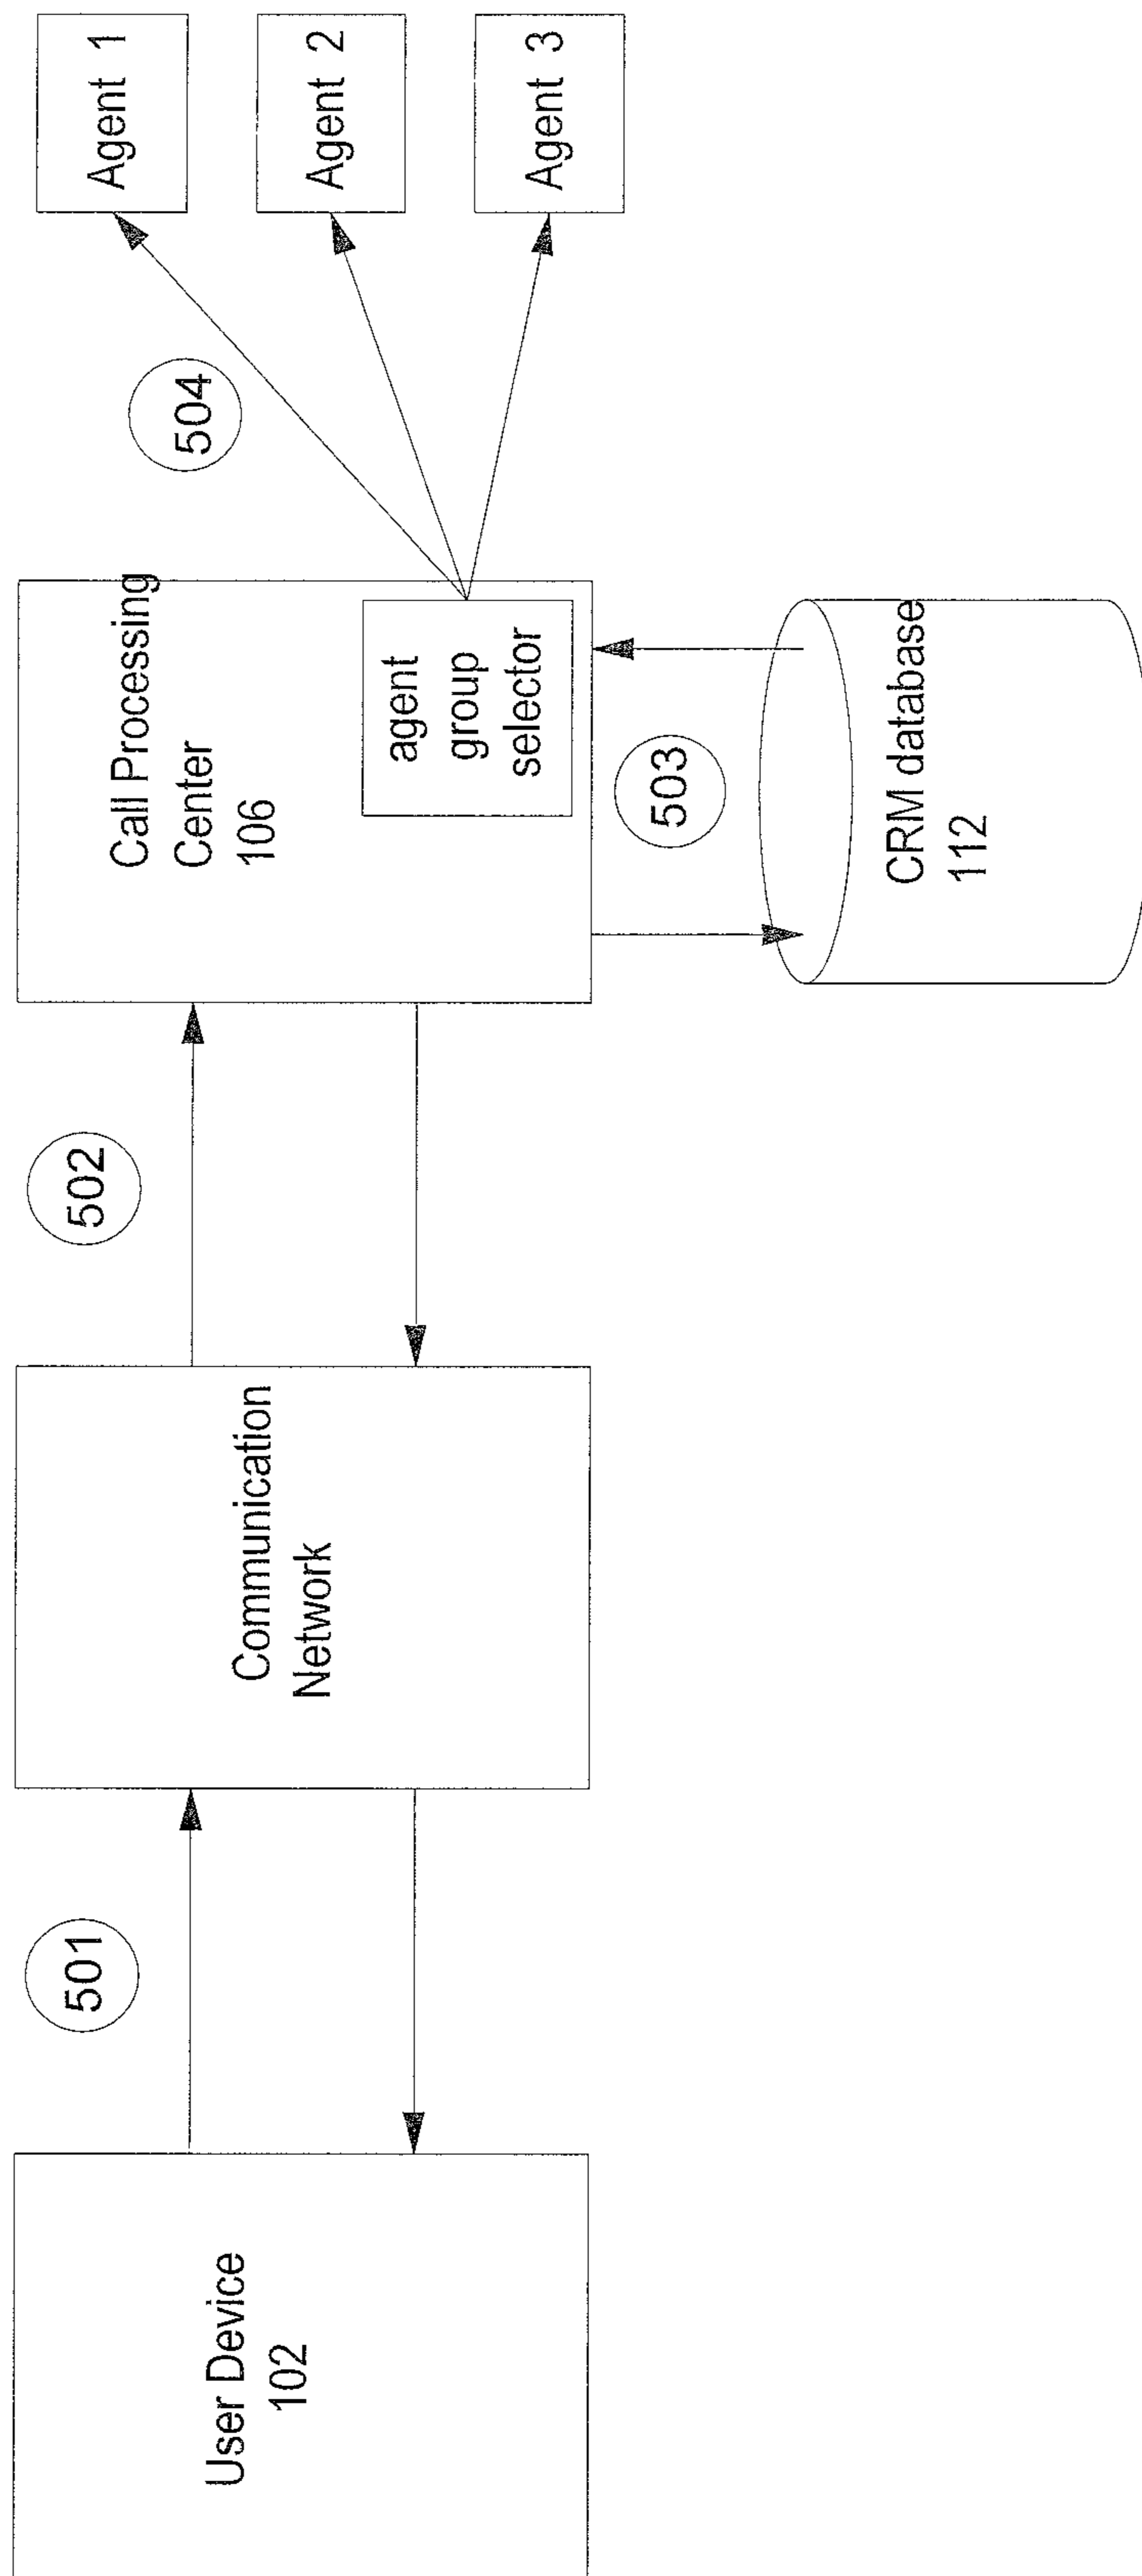 User Device
102
501
Communication
Network
502
Call Processing
Center
106
agent
group
selector
503
CRM database
112
504
Agent 1
Agent 2
Agent 3